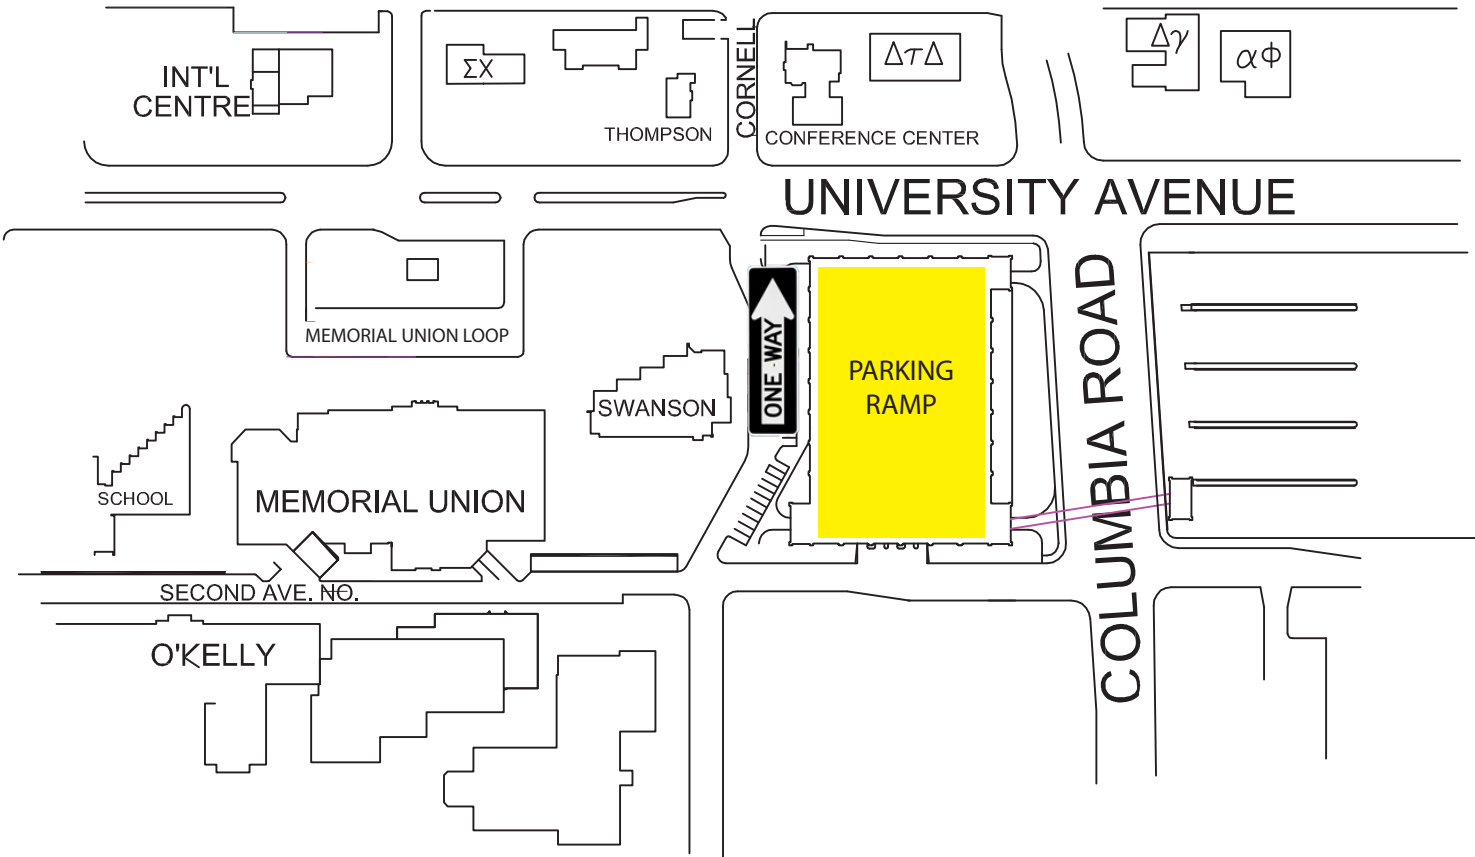 INT'L
CENTRE
ΣΧ
THOMPSON
CORNELL
ΔτΔ
CONFERENCE CENTER
Δγ
αΦ
UNIVERSITY AVENUE
MEMORIAL UNION LOOP
ONE WAY
PARKING
RAMP
COLUMBIA ROAD
SWANSON
SCHOOL
MEMORIAL UNION
SECOND AVE. NO.
O'KELLY